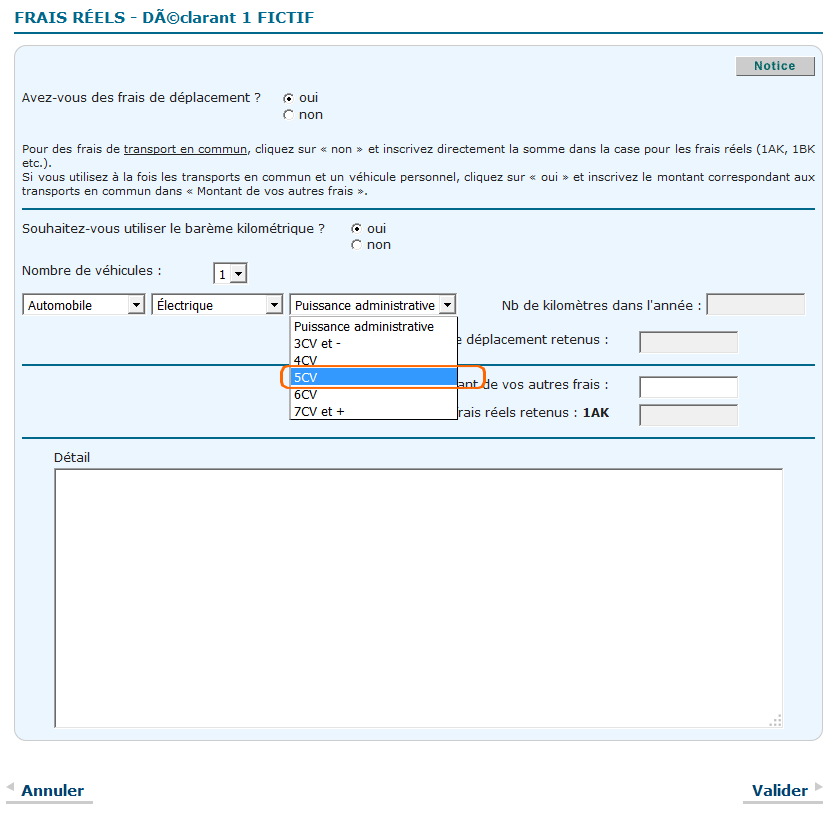 FRAIS RÉELS - DÃ©clarant 1 FICTIF
Notice
Avez-vous des frais de déplacement ? oui
non
Pour des frais de transport en commun, cliquez sur « non » et inscrivez directement la somme dans la case pour les frais réels (1AK, 1BK
etc.).
Si vous utilisez à la fois les transports en commun et un véhicule personnel, cliquez sur « oui » et inscrivez le montant correspondant aux
transports en commun dans « Montant de vos autres frais ».
Souhaitez-vous utiliser le barème kilométrique ? oui
non
Nombre de véhicules : 1
Automobile Électrique Puissance administrative Nb de kilomètres dans l'année :
Puissance administrative
3CV et - déplacement retenus :
4CV
5CV de vos autres frais :
6CV
7CV et + réels retenus : 1AK
Détail
Annuler Valider